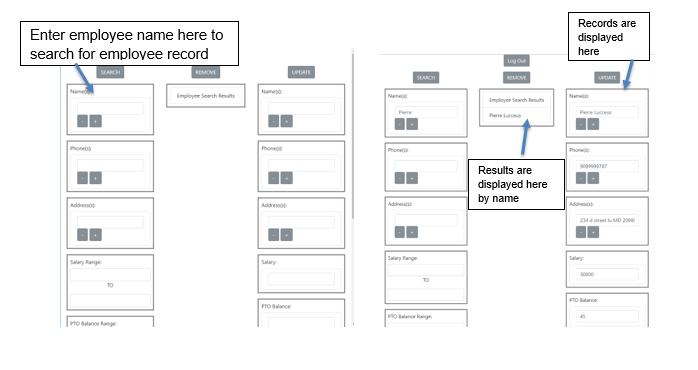 Enter employee name here to
search for employee record
SEARCH
REMOVE
UPDATE
Name(s):
-
+
Phone(s):
-
+
Address(s):
-
+
Salary Range:
TO
PTO Balance Range:
Employee Search Results
Name(s):
-
+
Phone(s):
-
+
Address(s):
-
+
Salary:
PTO Balance:
Records are
displayed
here
Log Out
SEARCH
REMOVE
UPDATE
Name(s):
Pierre
-
+
Phone(s):
-
+
Address(s):
-
+
Salary Range:
TO
PTO Balance Range:
Employee Search Results
Pierre Lucceus
Results are
displayed here
by name
Name(s):
Pierre Lucceus
-
+
Phone(s):
-
+
Address(s):
234 d street lu MD
-
+
Salary:
30000
PTO Balance:
45